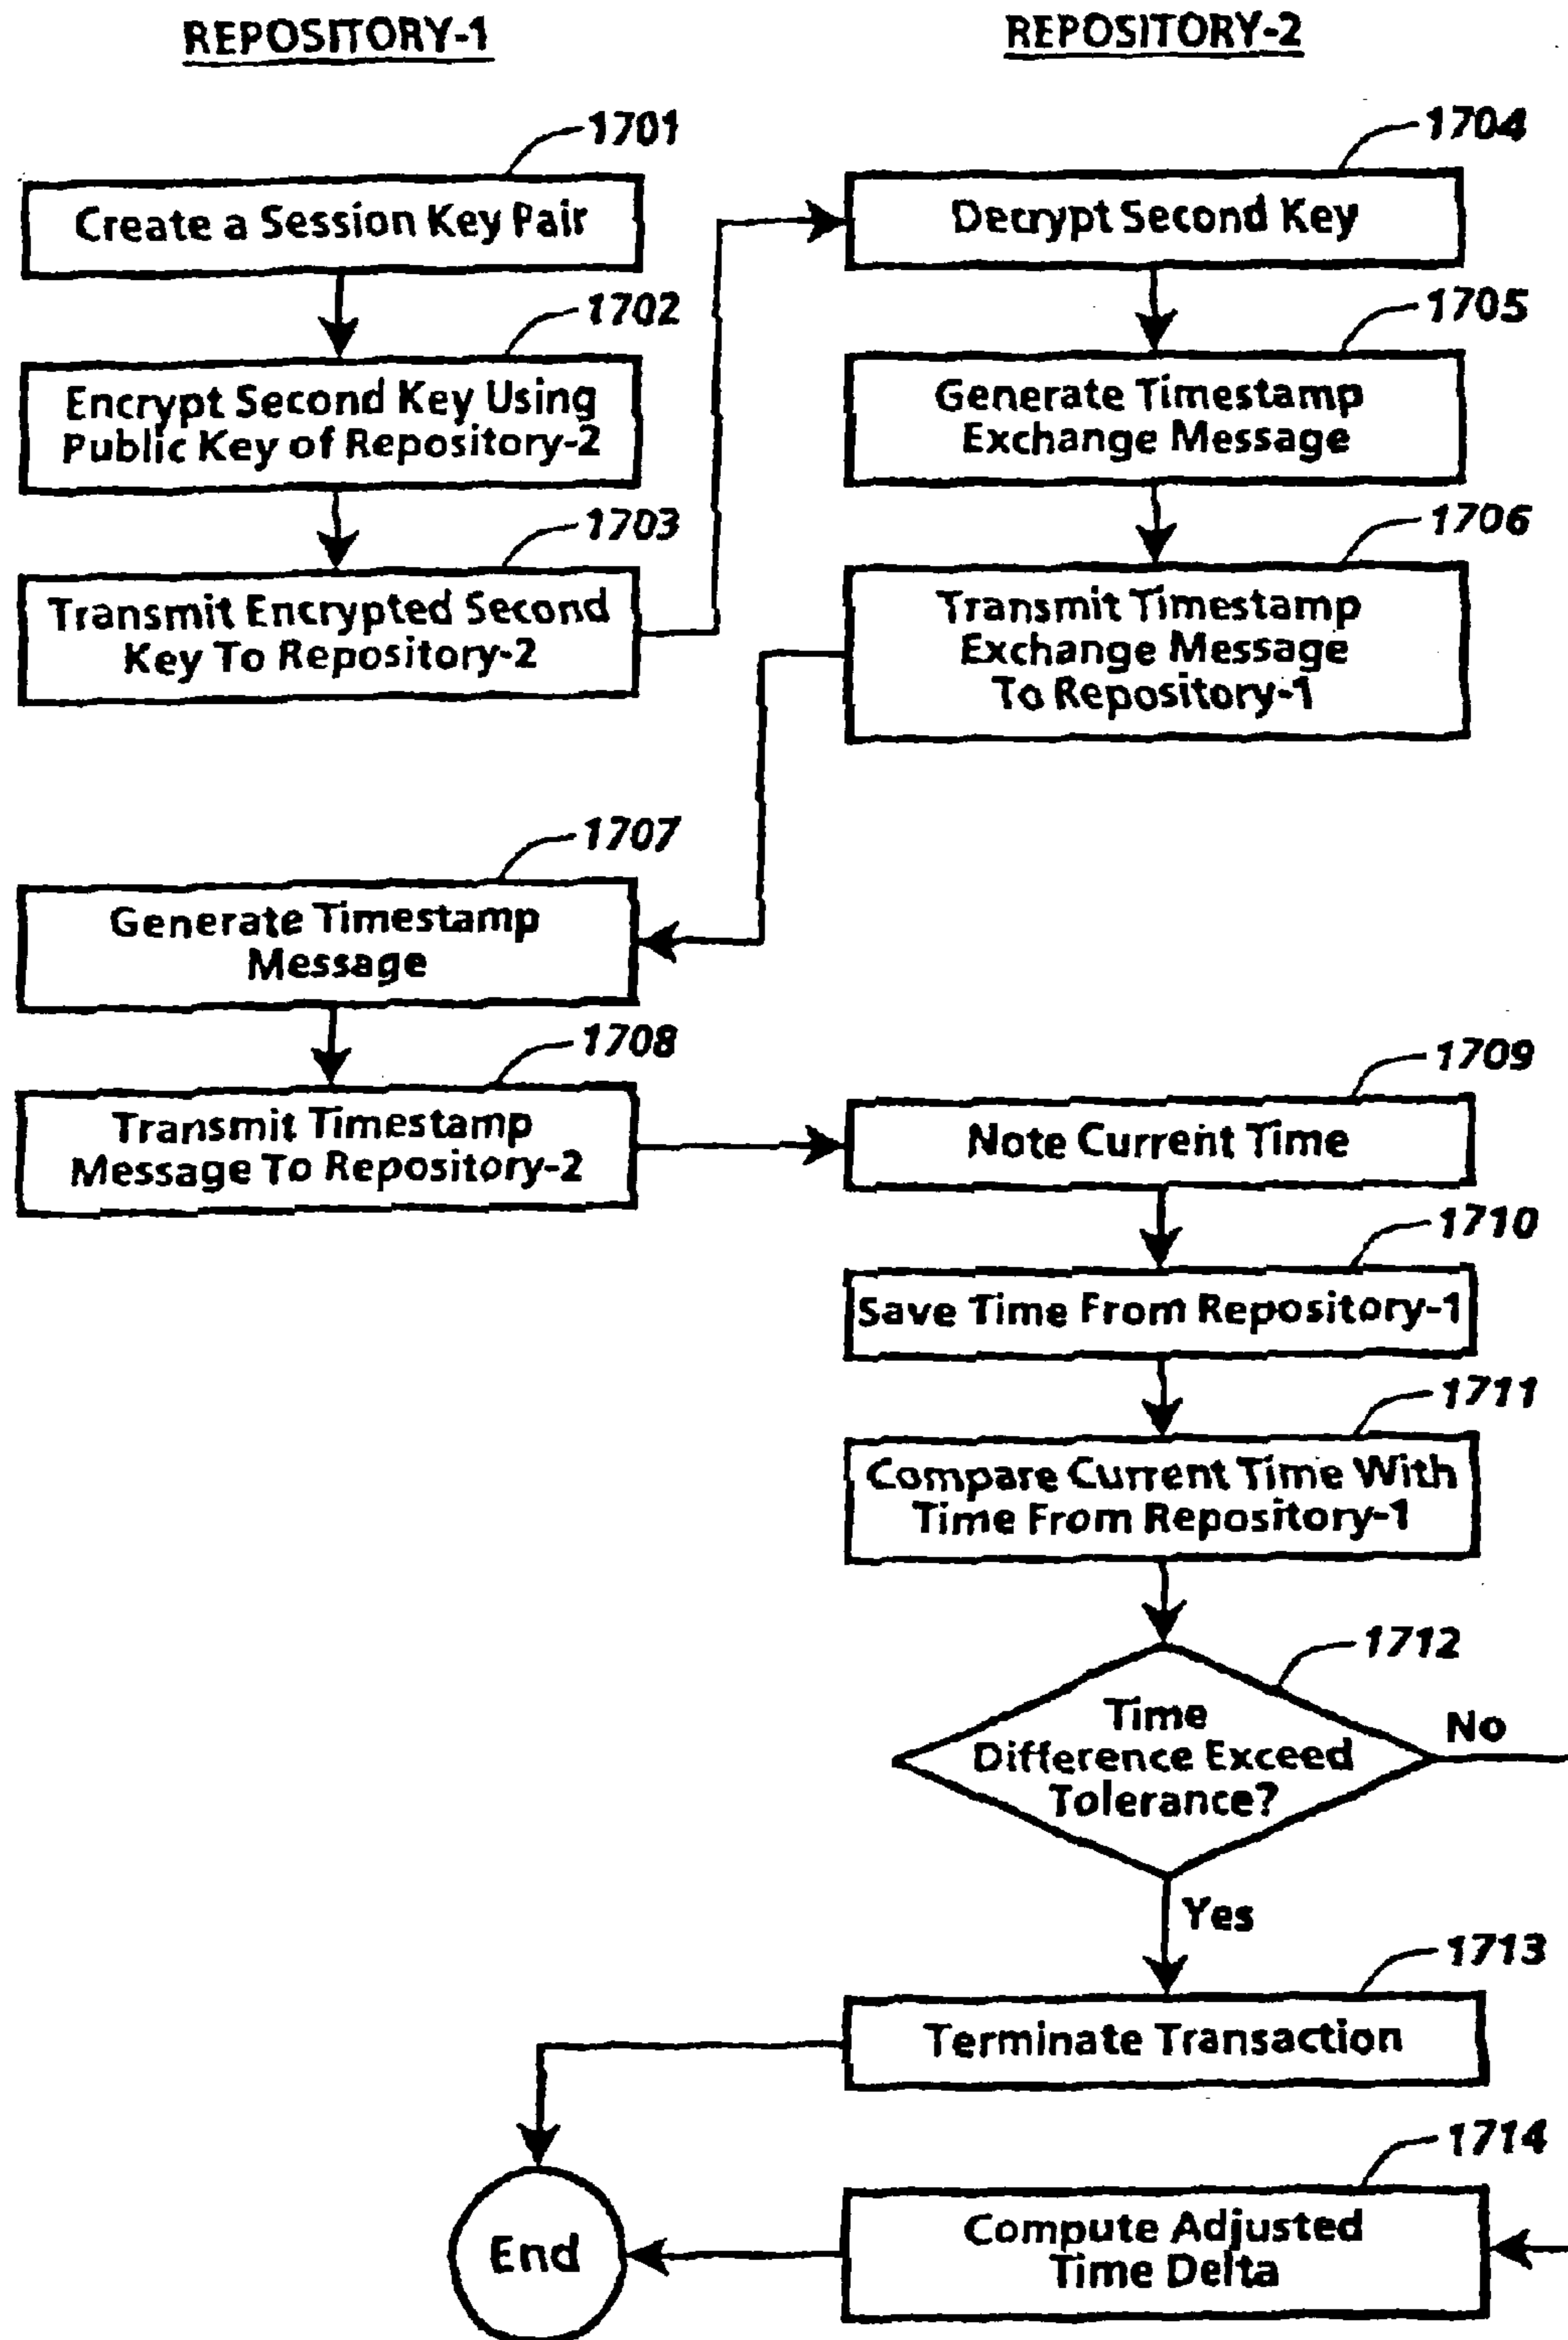 REPOSITORY-1
REPOSITORY-2
1701
Create a Session Key Pair
1702
Encrypt Second Key Using
Public Key of Repository-2
1703
Transmit Encrypted Second
Key To Repository-2
1704
Decrypt Second Key
1705
Generate Timestamp
Exchange Message
1706
Transmit Timestamp
Exchange Message
To Repository-1
1707
Generate Timestamp
Message
1708
Transmit Timestamp
Message To Repository-2
1709
Note Current Time
1710
Save Time From Repository-1
1711
Compare Current Time With
Time From Repository-1
1712
Time
Difference Exceed
Tolerance?
No
Yes
1713
Terminate Transaction
1714
Compute Adjusted
Time Delta
End